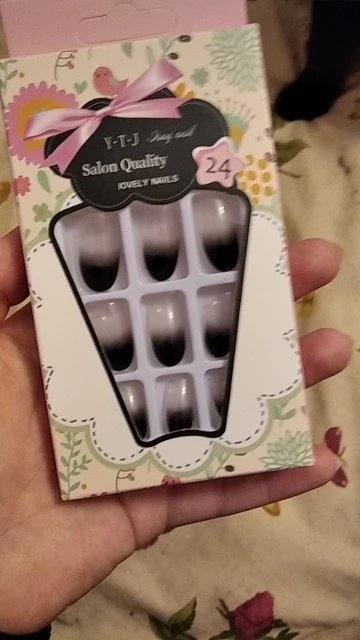 Y-T-J
Salon Quality
lOVELY NAILS
24